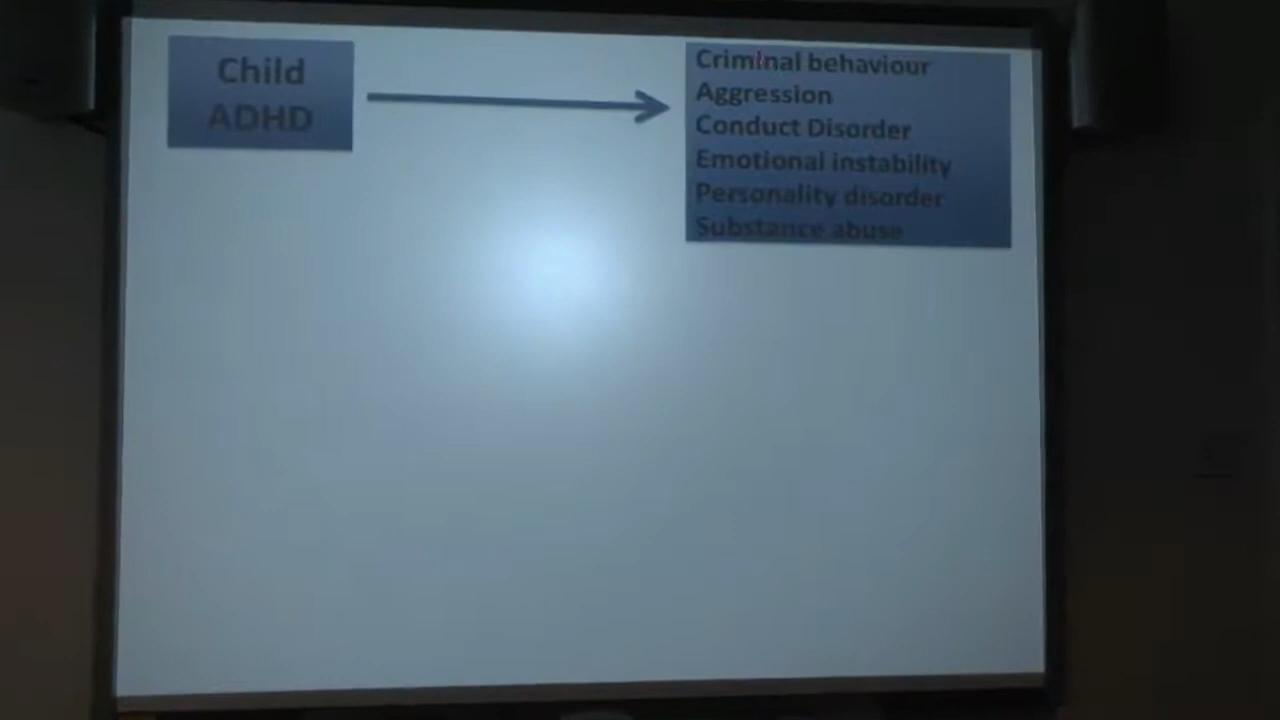 Child
ADHD
Criminal behaviour
Aggression
Conduct Disorder
Emotional instability
Personality disorder
Substance abuse